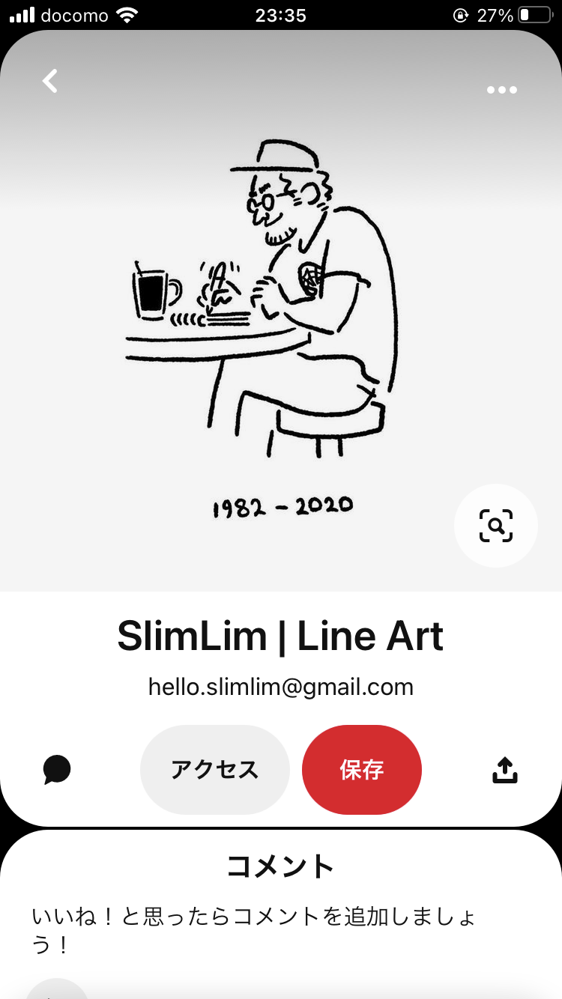 docomo 23:35 27%
1982 - 2020
SlimLim | Line Art
hello.slimlim@gmail.com
アクセス 保存
コメント
いいね！と思ったらコメントを追加しましょ
う！